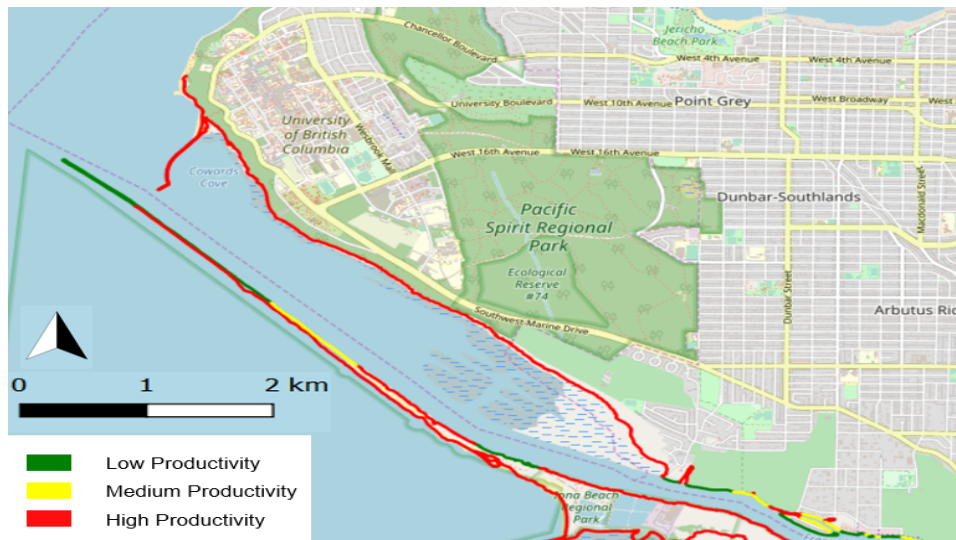 Chancellor Boulevard
Jericho
Beach Park
West 4th Avenue
West 4th Avenue
University Boulevard
West 10th Avenue
Point Grey
West Broadway
University
of British
Columbia
Wesbrook Mall
West 16th Avenue
West 16th Avenue
Cowards
Cove
Pacific
Spirit Regional
Park
Dunbar-Southlands
Macdonald Street
Ecological
Reserve
#74
Dunbar Street
Southwest Marine Drive
Arbutus Rid
0 1 2 km
Low Productivity
Medium Productivity
High Productivity
Iona Beach
Regional
Park